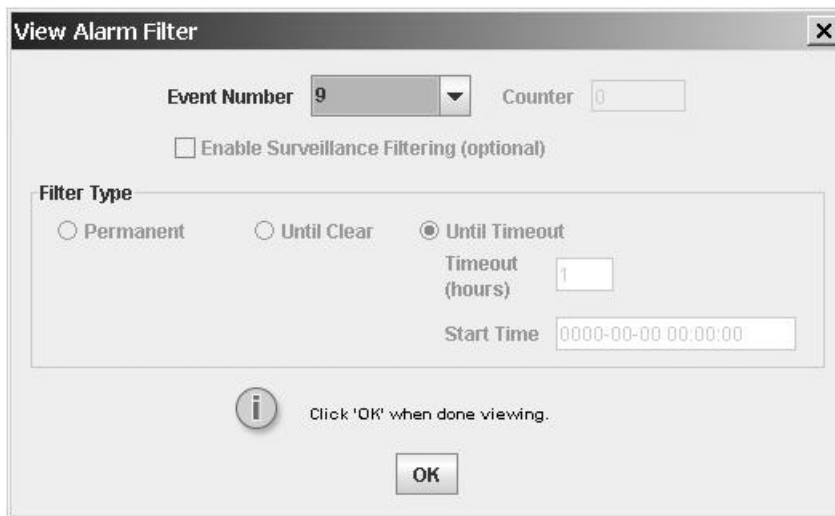 View Alarm Filter
Event Number 9 Counter 0
Enable Surveillance Filtering (optional)
Filter Type
Permanent Until Clear Until Timeout
Timeout
(hours) 1
Start Time 0000-00-00 00:00:00
i Click 'OK' when done viewing.
OK